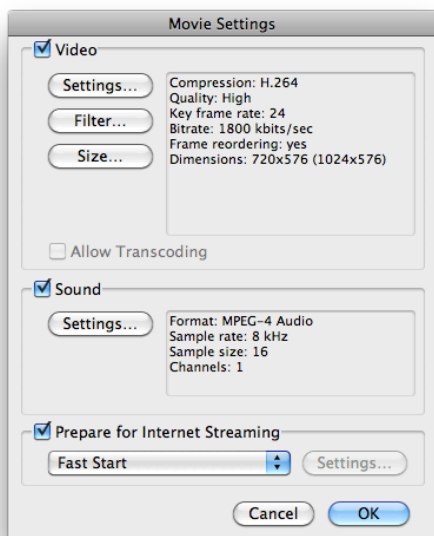 Movie Settings
Video
Settings...
Filter...
Size...
Compression: H.264
Quality: High
Key frame rate: 24
Bitrate: 1800 kbits/sec
Frame reordering: yes
Dimensions: 720x576 (1024x576)
Allow Transcoding
Sound
Settings...
Format: MPEG-4 Audio
Sample rate: 8 kHz
Sample size: 16
Channels: 1
Prepare for Internet Streaming
Fast Start
Settings...
Cancel
OK